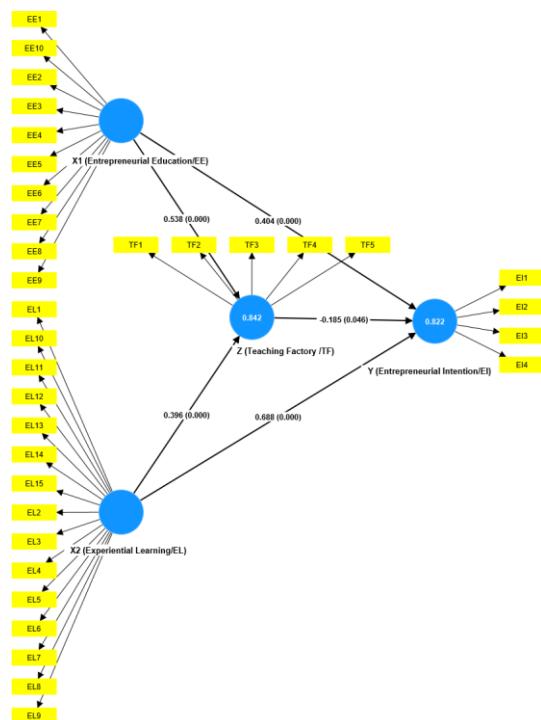 EE1
EE10
EE2
EE3
EE4
EE5
EE6
EE7
EE8
EE9
X1 (Entrepreneurial Education/EE)
0.538 (0.000)
0.404 (0.000)
TF1
TF2
TF3
TF4
TF5
0.842
-0.185 (0.046)
0.822
Z (Teaching Factory /TF)
Y (Entrepreneurial Intention/EI)
EI1
EI2
EI3
EI4
0.396 (0.000)
0.688 (0.000)
EL1
EL10
EL11
EL12
EL13
EL14
EL15
EL2
EL3
EL4
EL5
EL6
EL7
EL8
EL9
X2 (Experiential Learning/EL)